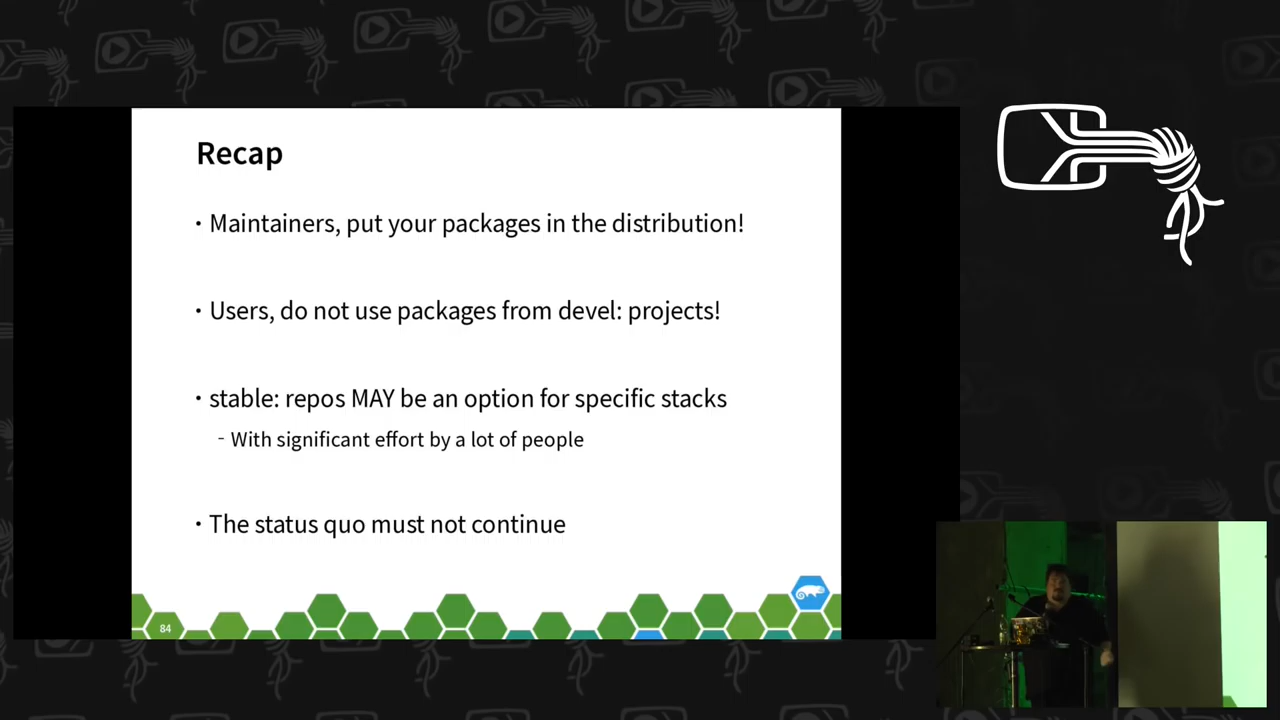 Recap
• Maintainers, put your packages in the distribution!
• Users, do not use packages from devel: projects!
• stable: repos MAY be an option for specific stacks
- With significant effort by a lot of people
• The status quo must not continue
84